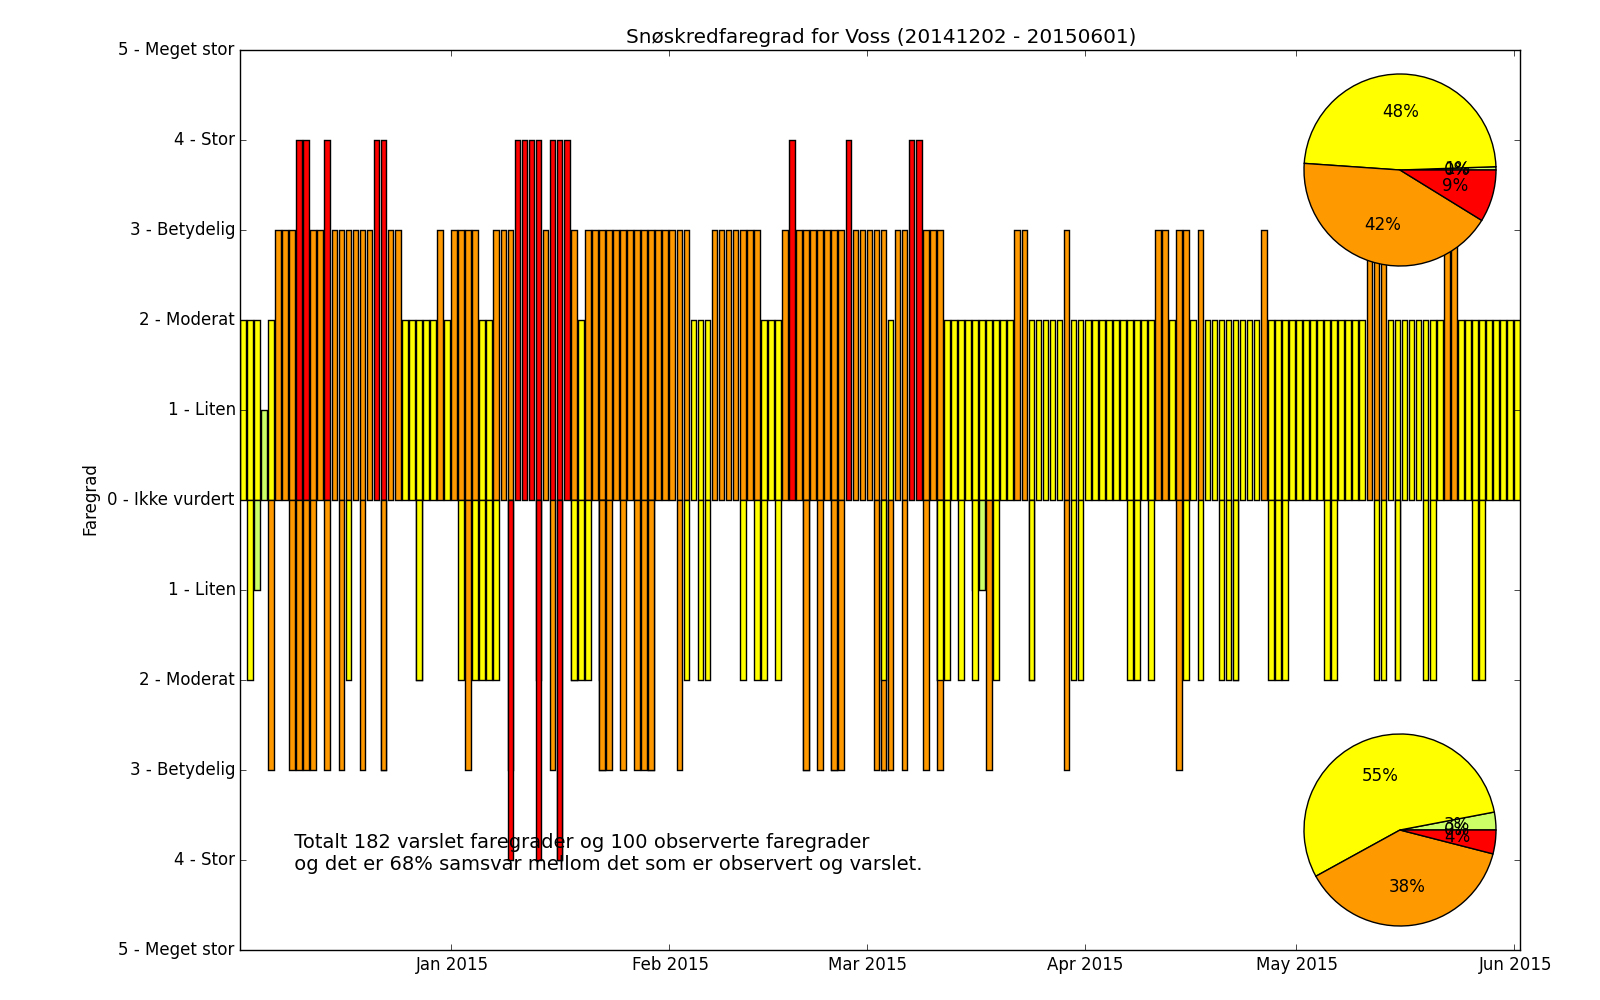 Snøskredfaregrad for Voss (20141202 - 20150601)
5 - Meget stor
4 - Stor
3 - Betydelig
2 - Moderat
1 - Liten
0 - Ikke vurdert
1 - Liten
2 - Moderat
3 - Betydelig
4 - Stor
5 - Meget stor
Faregrad
48%
9%
42%
55%
3%
4%
38%
Totalt 182 varslet faregrader og 100 observerte faregrader
og det er 68% samsvar mellom det som er observert og varslet.
Jan 2015
Feb 2015
Mar 2015
Apr 2015
May 2015
Jun 2015